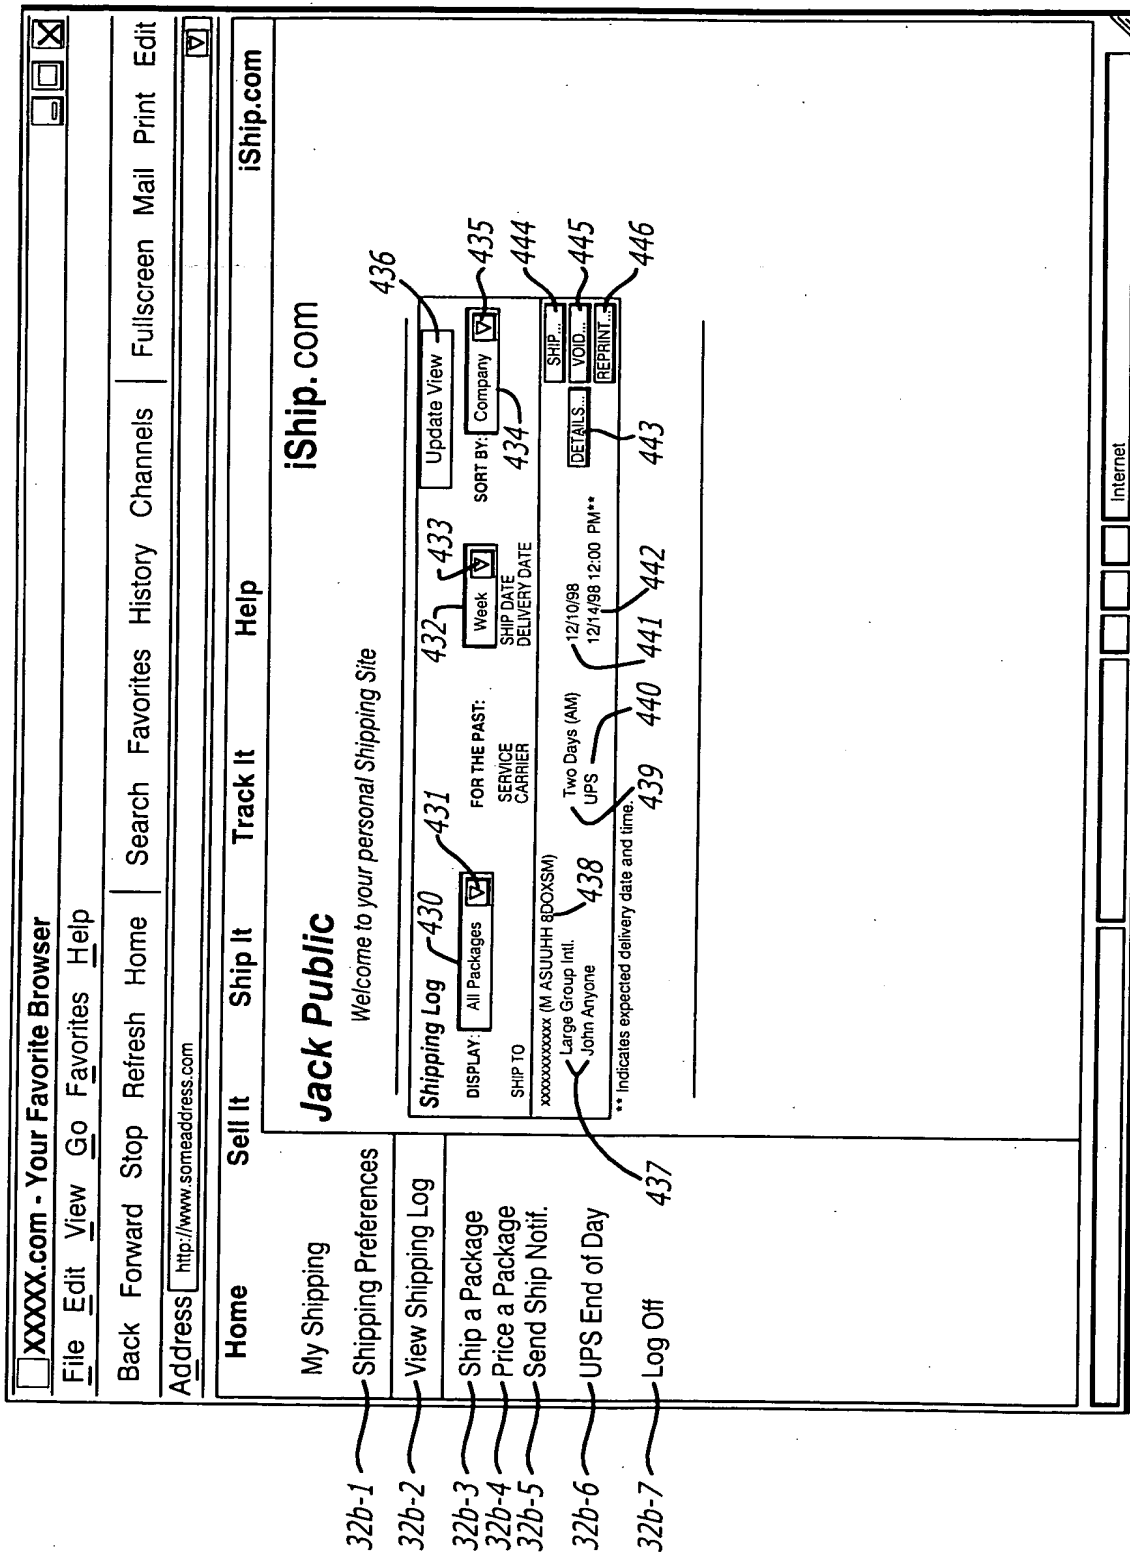 XXXXX.com - Your Favorite Browser
File Edit View Go Favorites Help
Back Forward Stop Refresh Home Search Favorites History Channels Fullscreen Mail Print Edit
Address http://www.someaddress.com
Home Sell It Ship It Track It Help iShip.com
My Shipping
32b-1 Shipping Preferences
32b-2 View Shipping Log
32b-3 Ship a Package
32b-4 Price a Package
32b-5 Send Ship Notif.
32b-6 UPS End of Day
32b-7 Log Off
Jack Public iShip.com
Welcome to your personal Shipping Site
436
Shipping Log 430 431 432 433 Update View 435
DISPLAY: All Packages FOR THE PAST: Week SORT BY: Company
434
SHIP TO SERVICE SHIP DATE
CARRIER DELIVERY DATE
xxxxxxxxxxxx (M ASUUHH 8DOXSM) SHIP... 444
Large Group Intl. Two Days (AM) 12/10/98 DETAILS... VOID... 445
John Anyone UPS 12/14/98 12:00 PM** REPRINT... 446
** Indicates expected delivery date and time.
437 438 439 440 441 442 443
Internet